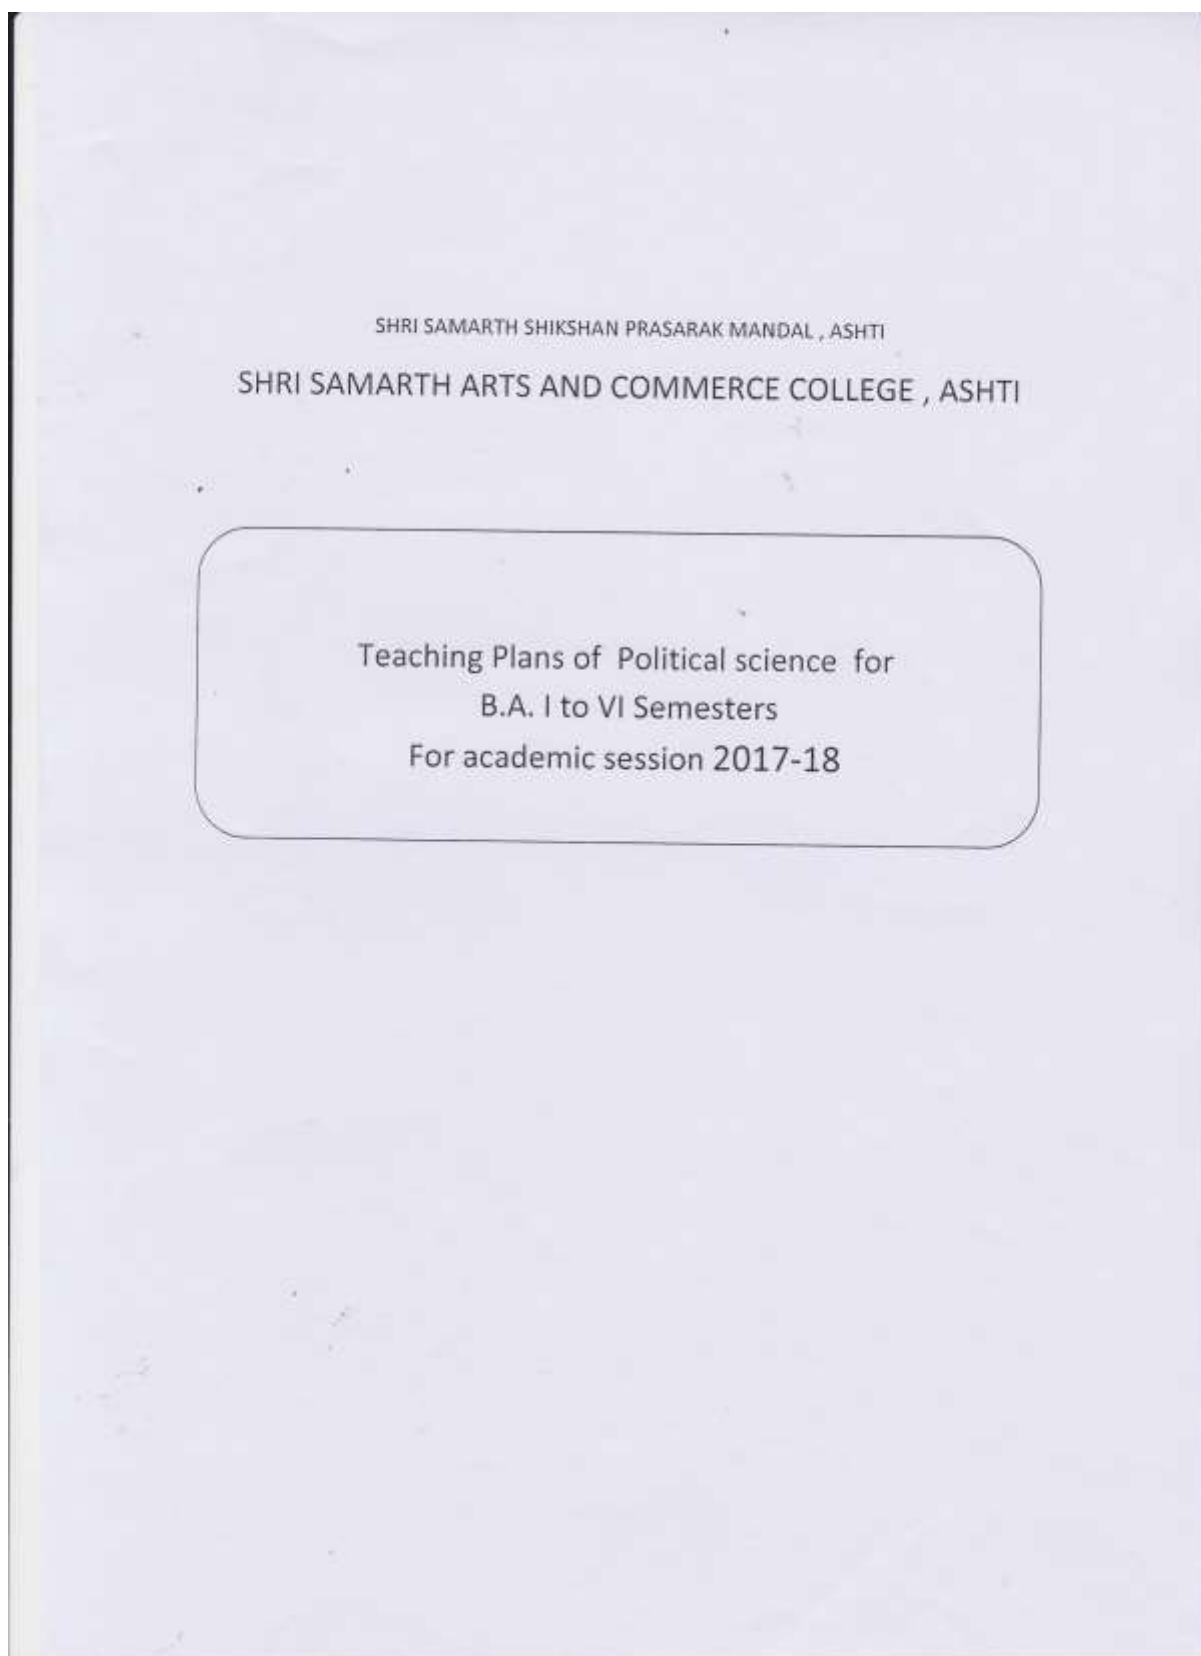 SHRI SAMARTH SHIKSHAN PRASARAK MANDAL , ASHTI
SHRI SAMARTH ARTS AND COMMERCE COLLEGE , ASHTI
Teaching Plans of Political science for
B.A. I to VI Semesters
For academic session 2017-18